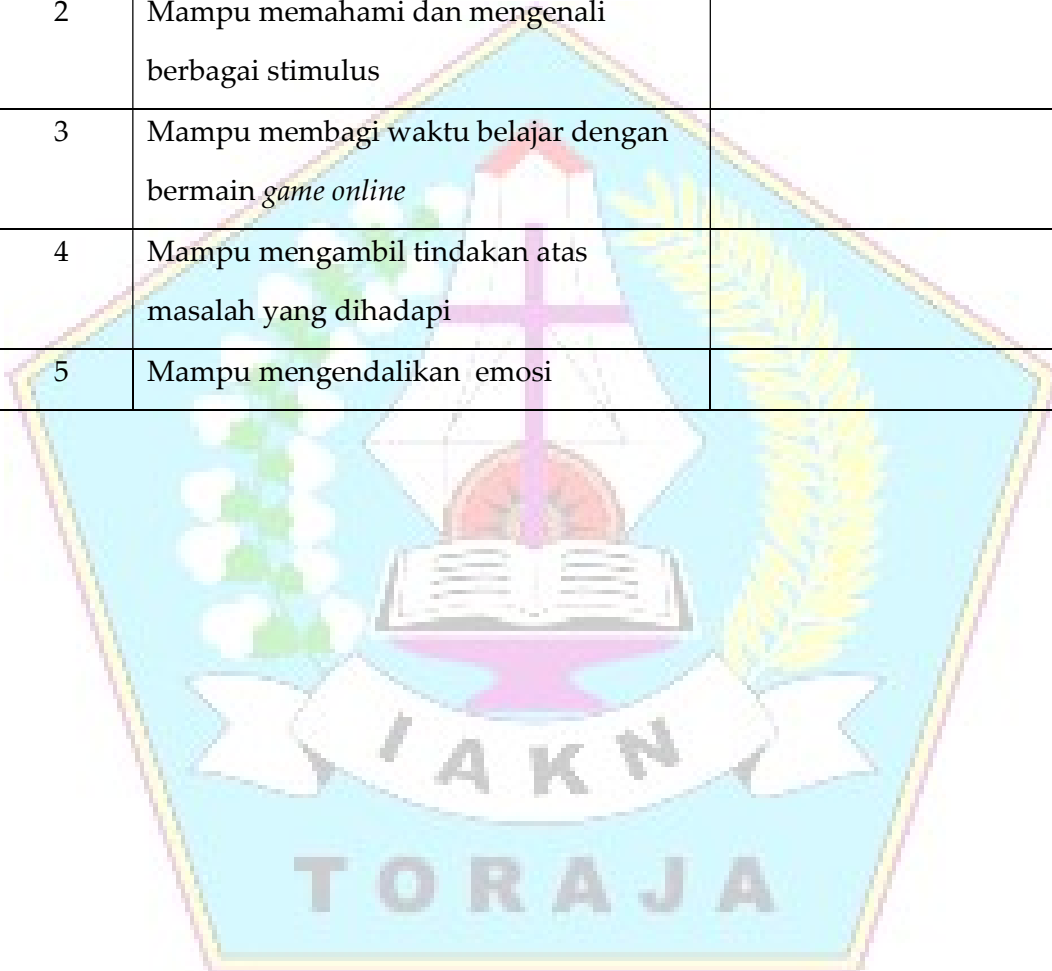 2 Mampu memahami dan mengenali
berbagai stimulus
3 Mampu membagi waktu belajar dengan
bermain game online
4 Mampu mengambil tindakan atas
masalah yang dihadapi
5 Mampu mengendalikan emosi
IAKN
TORAJA